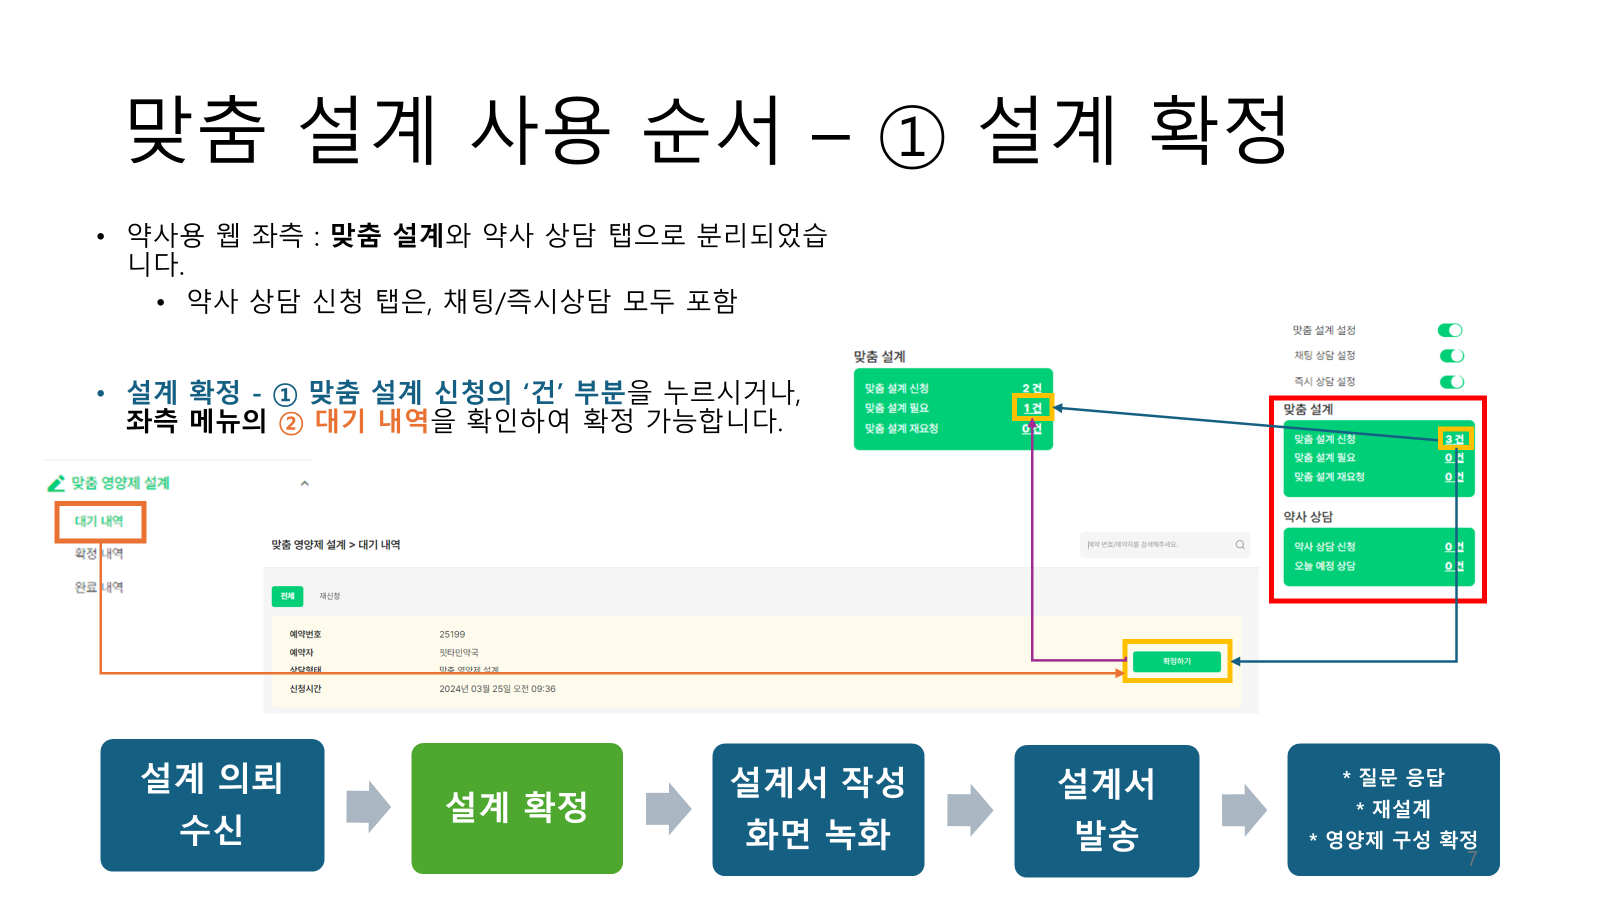 맞춤 설계 사용 순서 – ① 설계 확정
• 약사용 웹 좌측 : 맞춤 설계와 약사 상담 탭으로 분리되었습
니다.
• 약사 상담 신청 탭은, 채팅/즉시상담 모두 포함
• 설계 확정 - ① 맞춤 설계 신청의 ‘건’ 부분을 누르시거나,
좌측 메뉴의 ② 대기 내역을 확인하여 확정 가능합니다.
맞춤 설계
맞춤 설계 신청 2 건
맞춤 설계 필요 1 건
맞춤 설계 재요청 0 건
맞춤 설계 설정
채팅 상담 설정
즉시 상담 설정
맞춤 설계
맞춤 설계 신청 3 건
맞춤 설계 필요 0 건
맞춤 설계 재요청 0 건
약사 상담
약사 상담 신청 0 건
오늘 예정 상담 0 건
맞춤 영양제 설계
대기 내역
확정 내역
완료 내역
맞춤 영양제 설계 > 대기 내역
예약 번호/예약자를 검색해주세요.
전체 재신청
예약번호 25199
예약자 핏타민약국
상담형태 맞춤 영양제 설계
신청시간 2024년 03월 25일 오전 09:36
확정하기
설계 의뢰
수신
설계 확정
설계서 작성
화면 녹화
설계서
발송
* 질문 응답
* 재설계
* 영양제 구성 확정
7